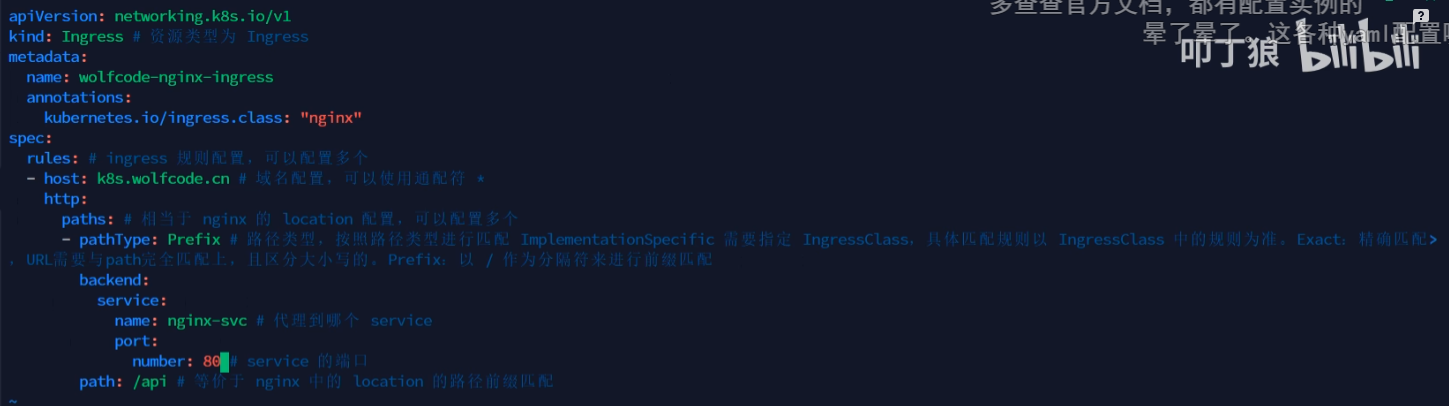 多查查官方文档，都有配置实例的
晕了晕了。这各种yaml配置
叩丁狼 bilibili
?
apiVersion: networking.k8s.io/v1
kind: Ingress # 资源类型为 Ingress
metadata:
  name: wolfcode-nginx-ingress
  annotations:
    kubernetes.io/ingress.class: "nginx"
spec:
  rules: # ingress 规则配置，可以配置多个
  - host: k8s.wolfcode.cn # 域名配置，可以使用通配符 *
    http:
      paths: # 相当于 nginx 的 location 配置，可以配置多个
      - pathType: Prefix # 路径类型，按照路径类型进行匹配 ImplementationSpecific 需要指定 IngressClass，具体匹配规则以 IngressClass 中的规则为准。Exact：精确匹配>
，URL需要与path完全匹配上，且区分大小写的。Prefix：以 / 作为分隔符来进行前缀匹配
        backend:
          service:
            name: nginx-svc # 代理到哪个 service
            port:
              number: 80 # service 的端口
        path: /api # 等价于 nginx 中的 location 的路径前缀匹配
~